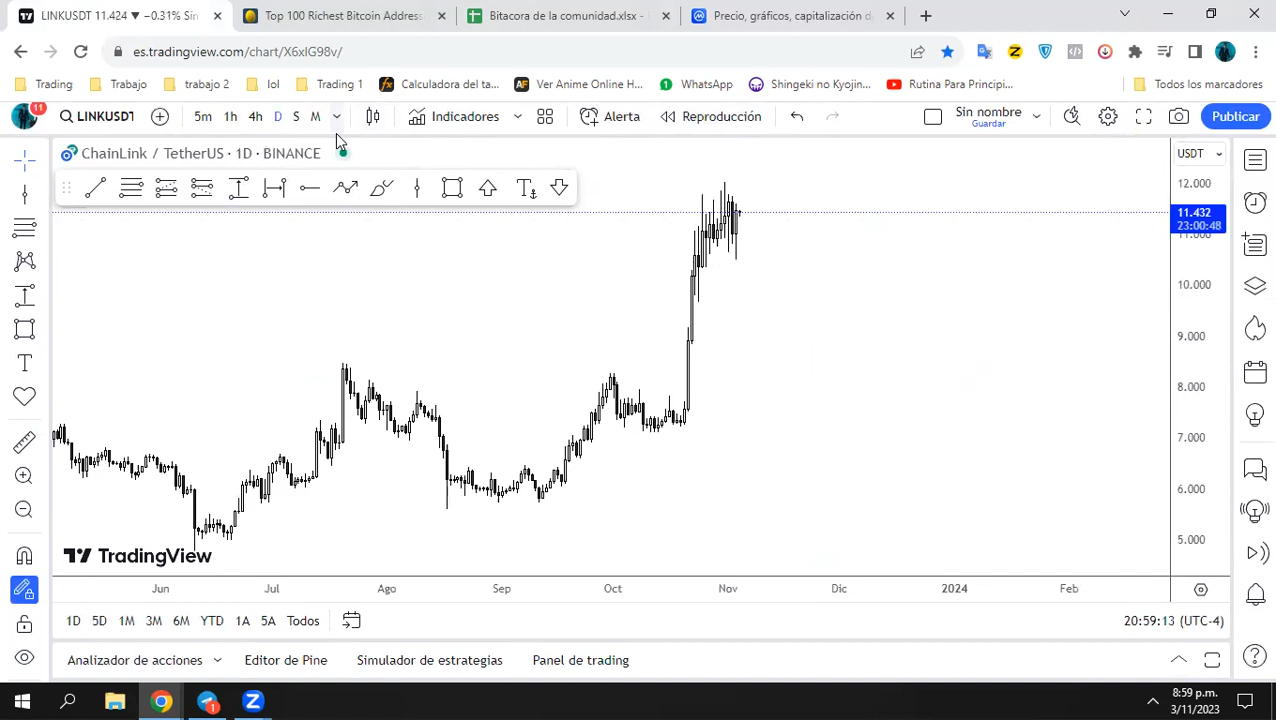 LINKUSDT 11.424 ▼ −0.31% Sin
Top 100 Richest Bitcoin Address
Bitacora de la comunidad.xlsx -
Precio, gráficos, capitalización de
es.tradingview.com/chart/X6xIG98v/
Trading
Trabajo
trabajo 2
lol
Trading 1
Calculadora del ta...
Ver Anime Online H...
WhatsApp
Shingeki no Kyojin...
Rutina Para Principi...
Todos los marcadores
11
LINKUSDT
5m
1h
4h
D
S
M
Indicadores
Alerta
Reproducción
Sin nombre
Guardar
Publicar
ChainLink / TetherUS · 1D · BINANCE
USDT
12.000
11.432
23:00:48
11.000
10.000
9.000
8.000
7.000
6.000
5.000
TradingView
Jun
Jul
Ago
Sep
Oct
Nov
Dic
2024
Feb
1D
5D
1M
3M
6M
YTD
1A
5A
Todos
20:59:13 (UTC-4)
Analizador de acciones
Editor de Pine
Simulador de estrategias
Panel de trading
8:59 p.m.
3/11/2023